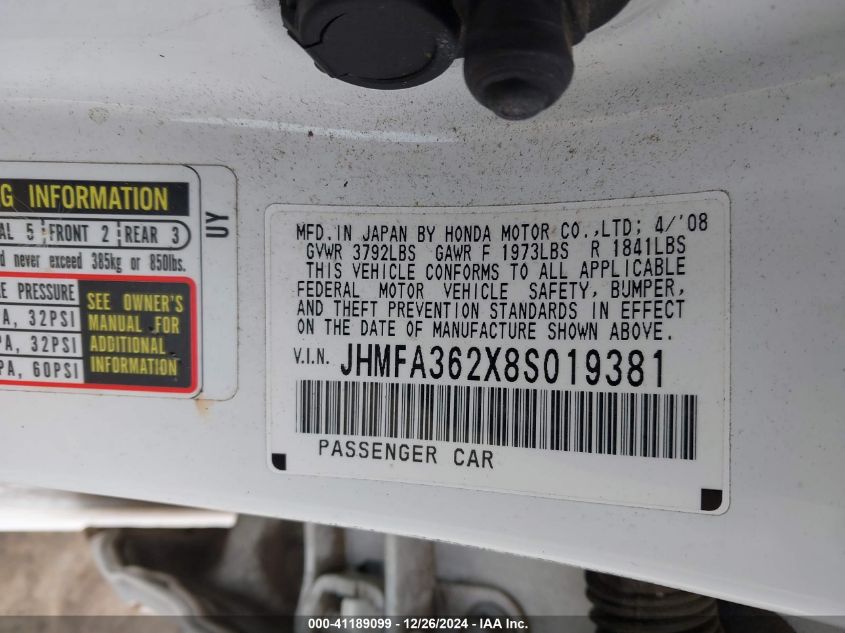 G INFORMATION
AL 5 FRONT 2 REAR 3
never exceed 385kg or 850lbs.
PRESSURE
SEE OWNER'S
MANUAL FOR
ADDITIONAL
INFORMATION
A, 32PSI
PA, 32PSI
PA, 60PSI
UY
MFD.IN JAPAN BY HONDA MOTOR CO.,LTD; 4/'08
GVWR 3792LBS GAWR F 1973LBS R 1841LBS
THIS VEHICLE CONFORMS TO ALL APPLICABLE
FEDERAL MOTOR VEHICLE SAFETY, BUMPER,
AND THEFT PREVENTION STANDARDS IN EFFECT
ON THE DATE OF MANUFACTURE SHOWN ABOVE.
V.I.N. JHMFA362X8S019381
PASSENGER CAR
000-41189099 - 12/26/2024 - IAA Inc.